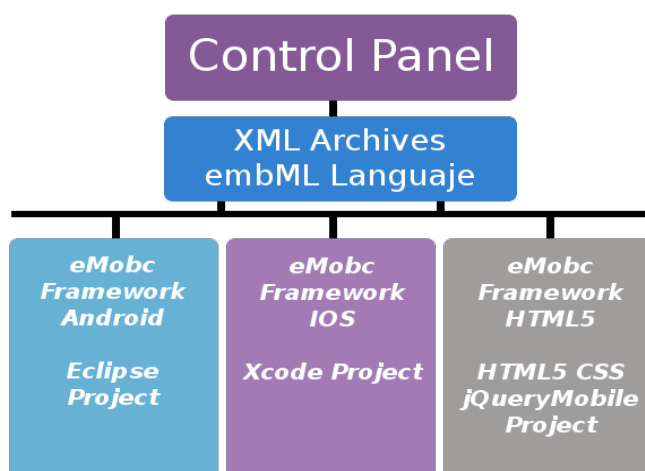 Control Panel
XML Archives
embML Languaje
eMobc
Framework
Android
Eclipse
Project
eMobc
Framework
IOS
Xcode Project
eMobc
Framework
HTML5
HTML5 CSS
jQueryMobile
Project